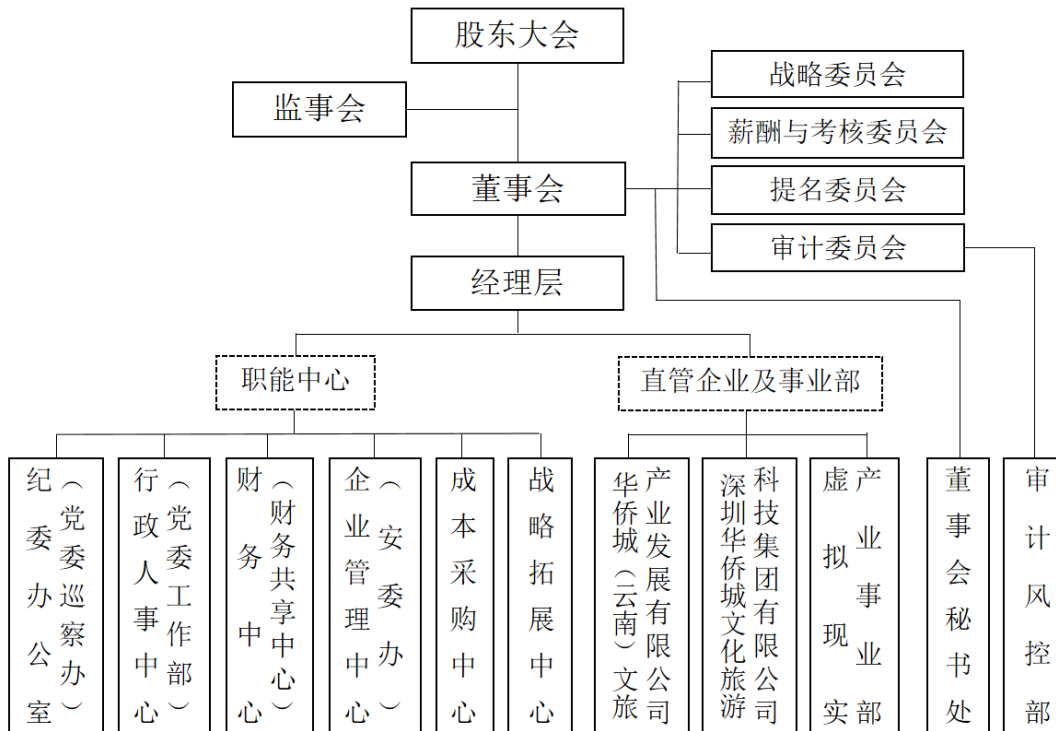 股东大会
监事会
战略委员会
薪酬与考核委员会
董事会
提名委员会
审计委员会
经理层
职能中心
直管企业及事业部
纪委办公室
（党委巡察办）
行政人事中心
（党委工作部）
财务中心
（财务共享中心）
企业管理中心
（安委办）
成本采购中心
战略拓展中心
华侨城（云南）文旅
产业发展有限公司
深圳华侨城文化旅游
科技集团有限公司
虚拟现实
产业事业部
董事会秘书处
审计风控部